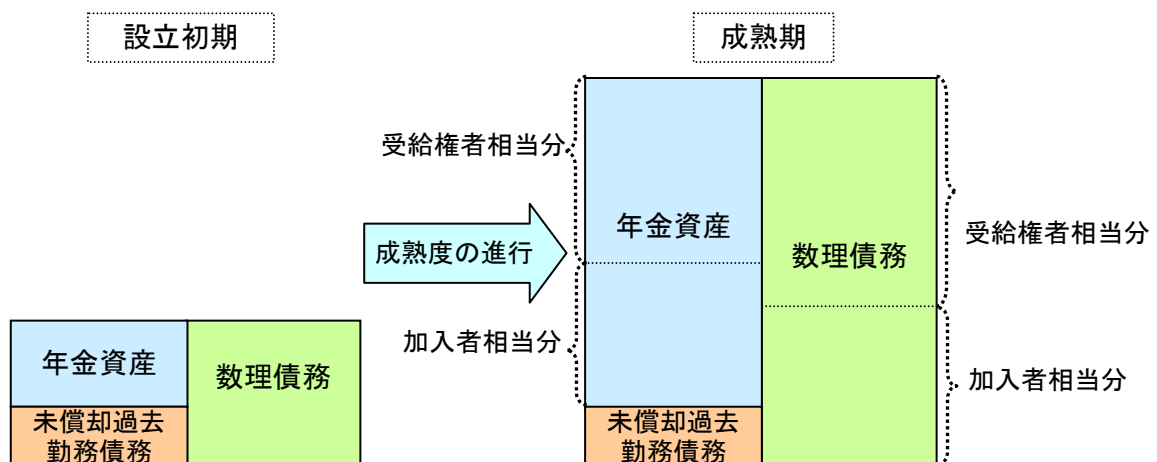 設立初期
成熟期
受給権者相当分
年金資産
数理債務
受給権者相当分
成熟度の進行
加入者相当分
加入者相当分
年金資産
数理債務
未償却過去
勤務債務
未償却過去
勤務債務